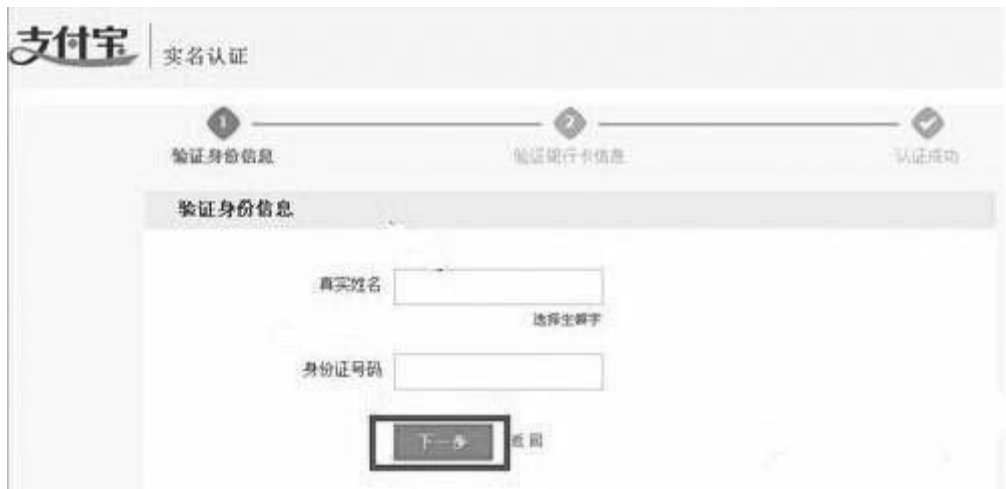 支付宝 实名认证
1 2
验证身份信息 验证银行卡信息 认证成功
验证身份信息
真实姓名
选择生僻字
身份证号码
下一步 返回